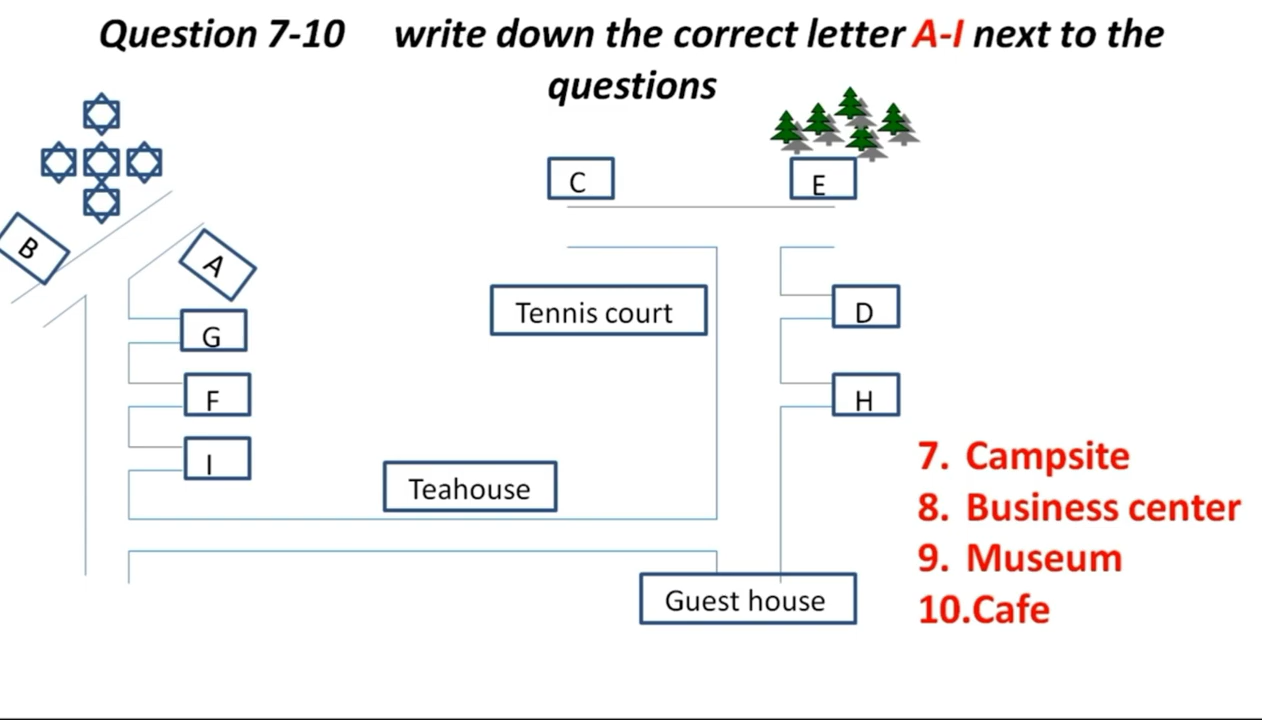 Question 7-10 write down the correct letter A-I next to the
questions
C
E
B
A
Tennis court
D
G
F
H
I
Teahouse
7. Campsite
8. Business center
9. Museum
10.Cafe
Guest house